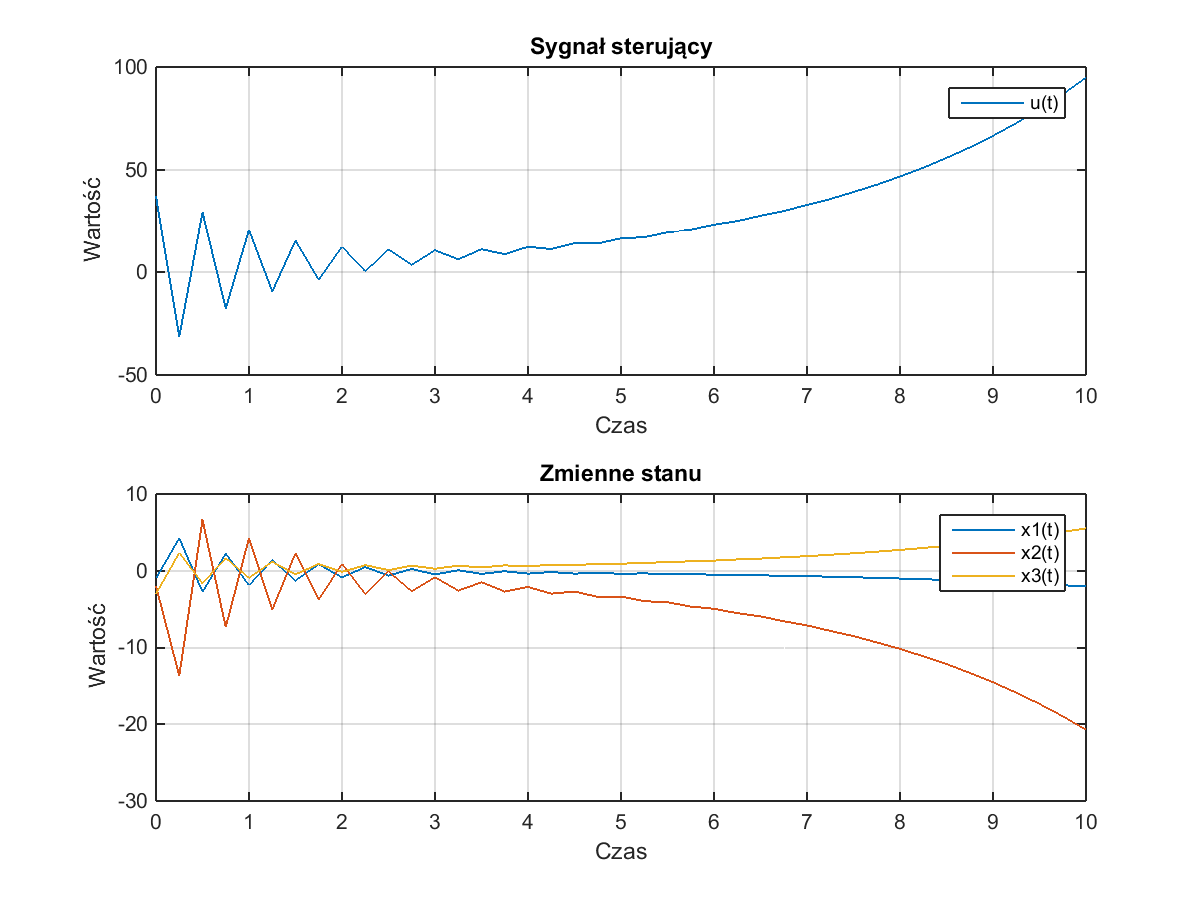 Sygnał sterujący
100
50
0
-50
Wartość
u(t)
0 1 2 3 4 5 6 7 8 9 10
Czas
Zmienne stanu
10
0
-10
-20
-30
Wartość
x1(t)
x2(t)
x3(t)
0 1 2 3 4 5 6 7 8 9 10
Czas